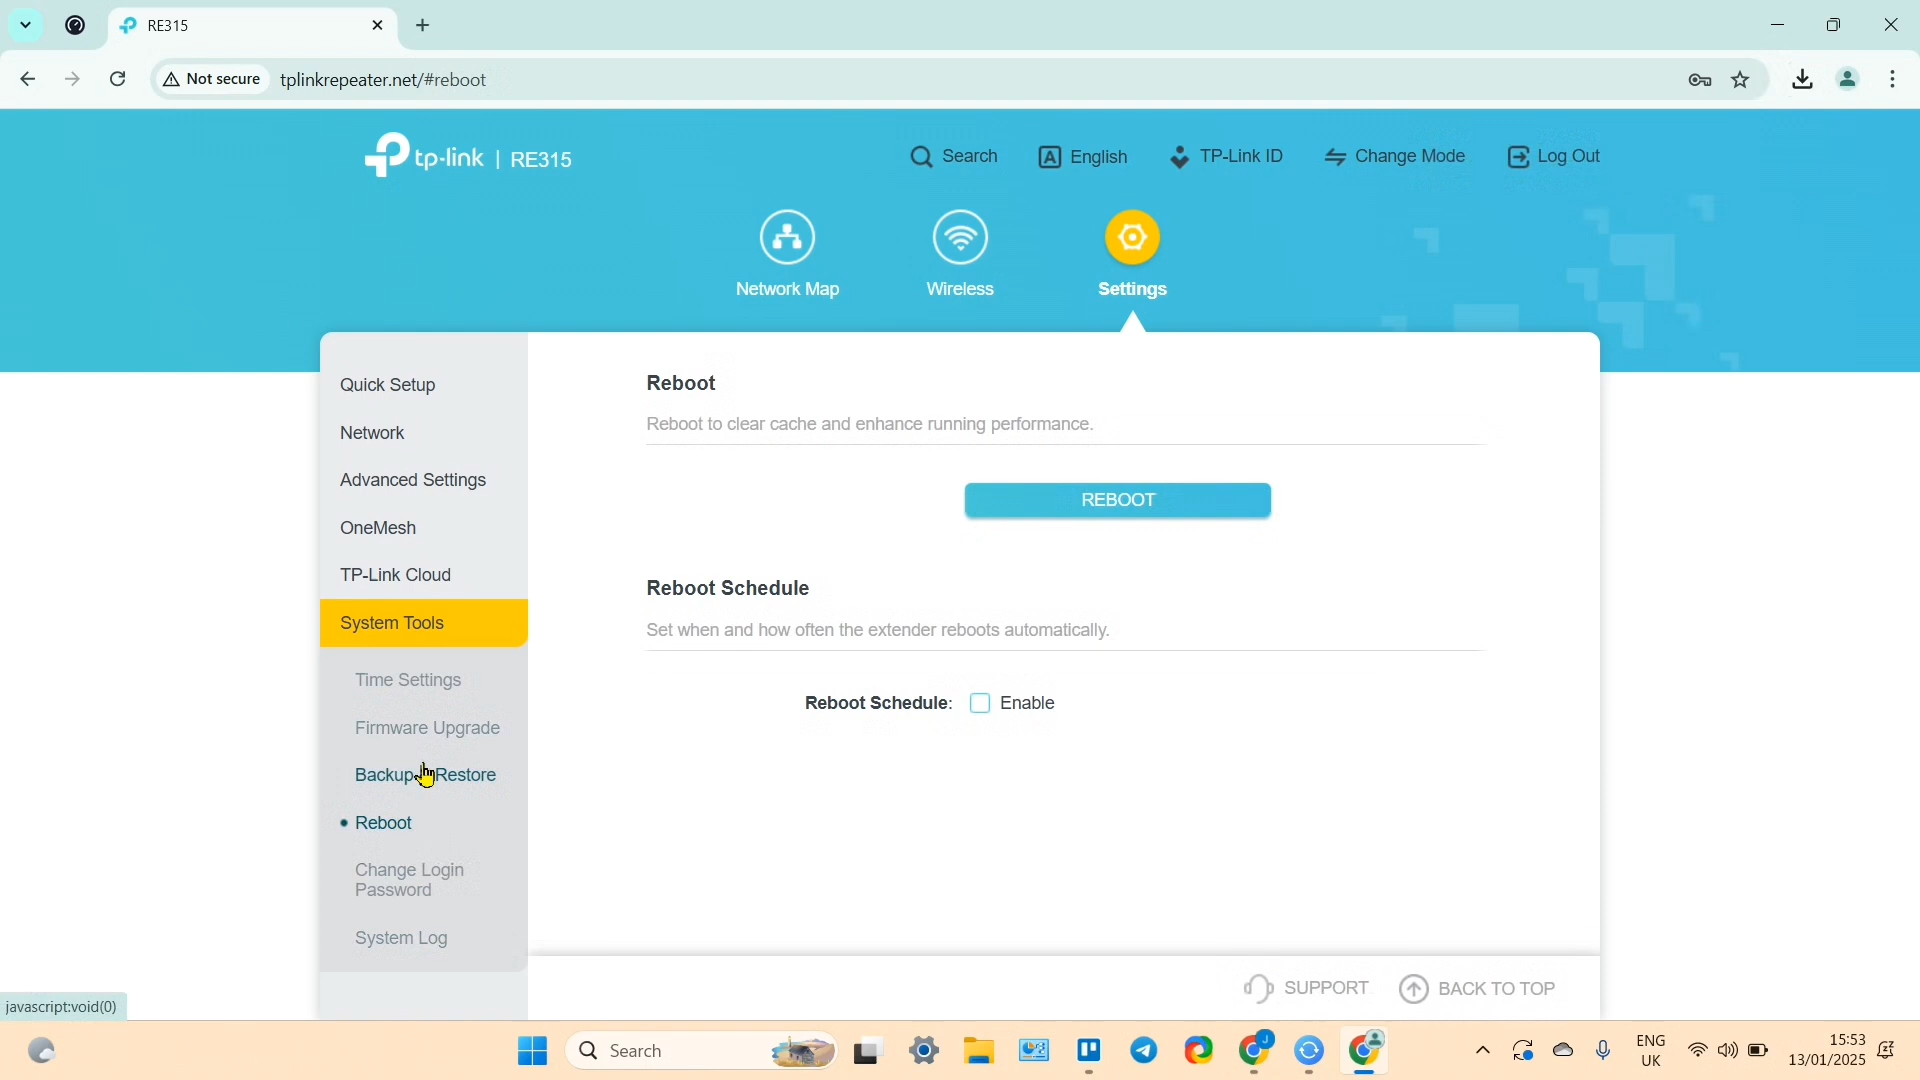 RE315
Not secure
tplinkrepeater.net/#reboot
tp-link | RE315
Search
English
TP-Link ID
Change Mode
Log Out
Network Map
Wireless
Settings
Quick Setup
Network
Advanced Settings
OneMesh
TP-Link Cloud
System Tools
Time Settings
Firmware Upgrade
Backup Restore
Reboot
Change Login
Password
System Log
Reboot
Reboot to clear cache and enhance running performance.
REBOOT
Reboot Schedule
Set when and how often the extender reboots automatically.
Reboot Schedule: Enable
SUPPORT
BACK TO TOP
javascript:void(0)
Search
J
ENG
UK
15:53
13/01/2025